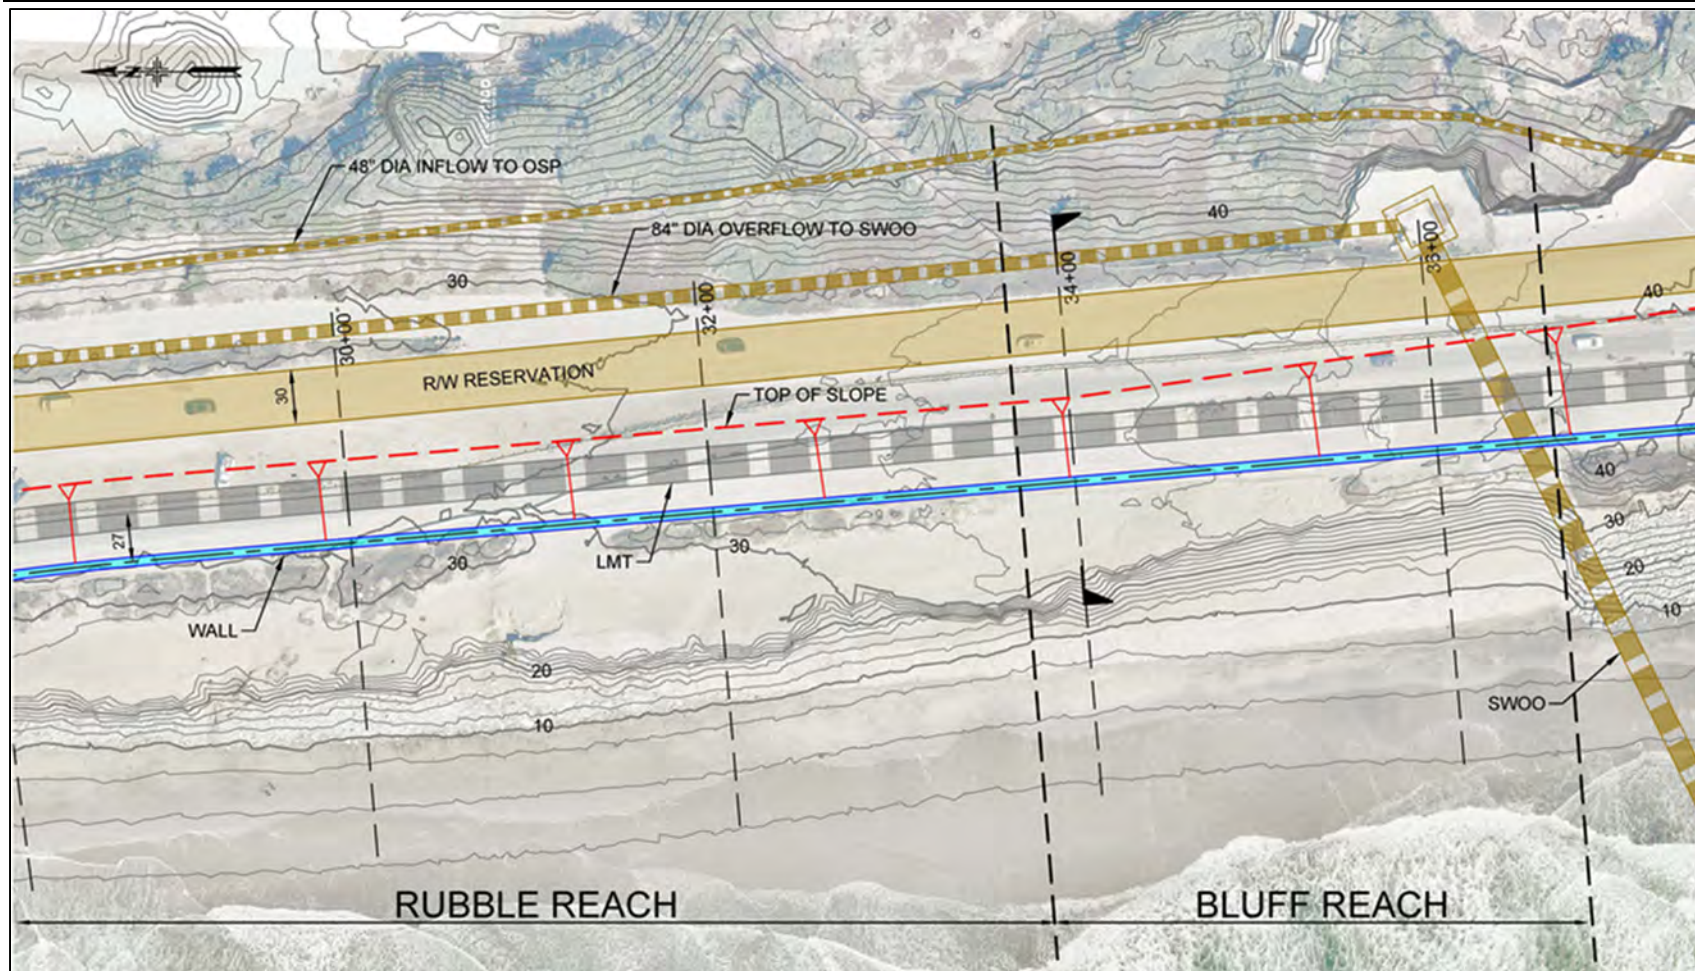 N
48" DIA INFLOW TO OSP
84" DIA OVERFLOW TO SWOO
40
30
30+00
32+00
34+00
36+00
40
R/W RESERVATION
30
TOP OF SLOPE
27
40
30
30
30
LMT
20
10
WALL
20
10
SWOO
RUBBLE REACH
BLUFF REACH